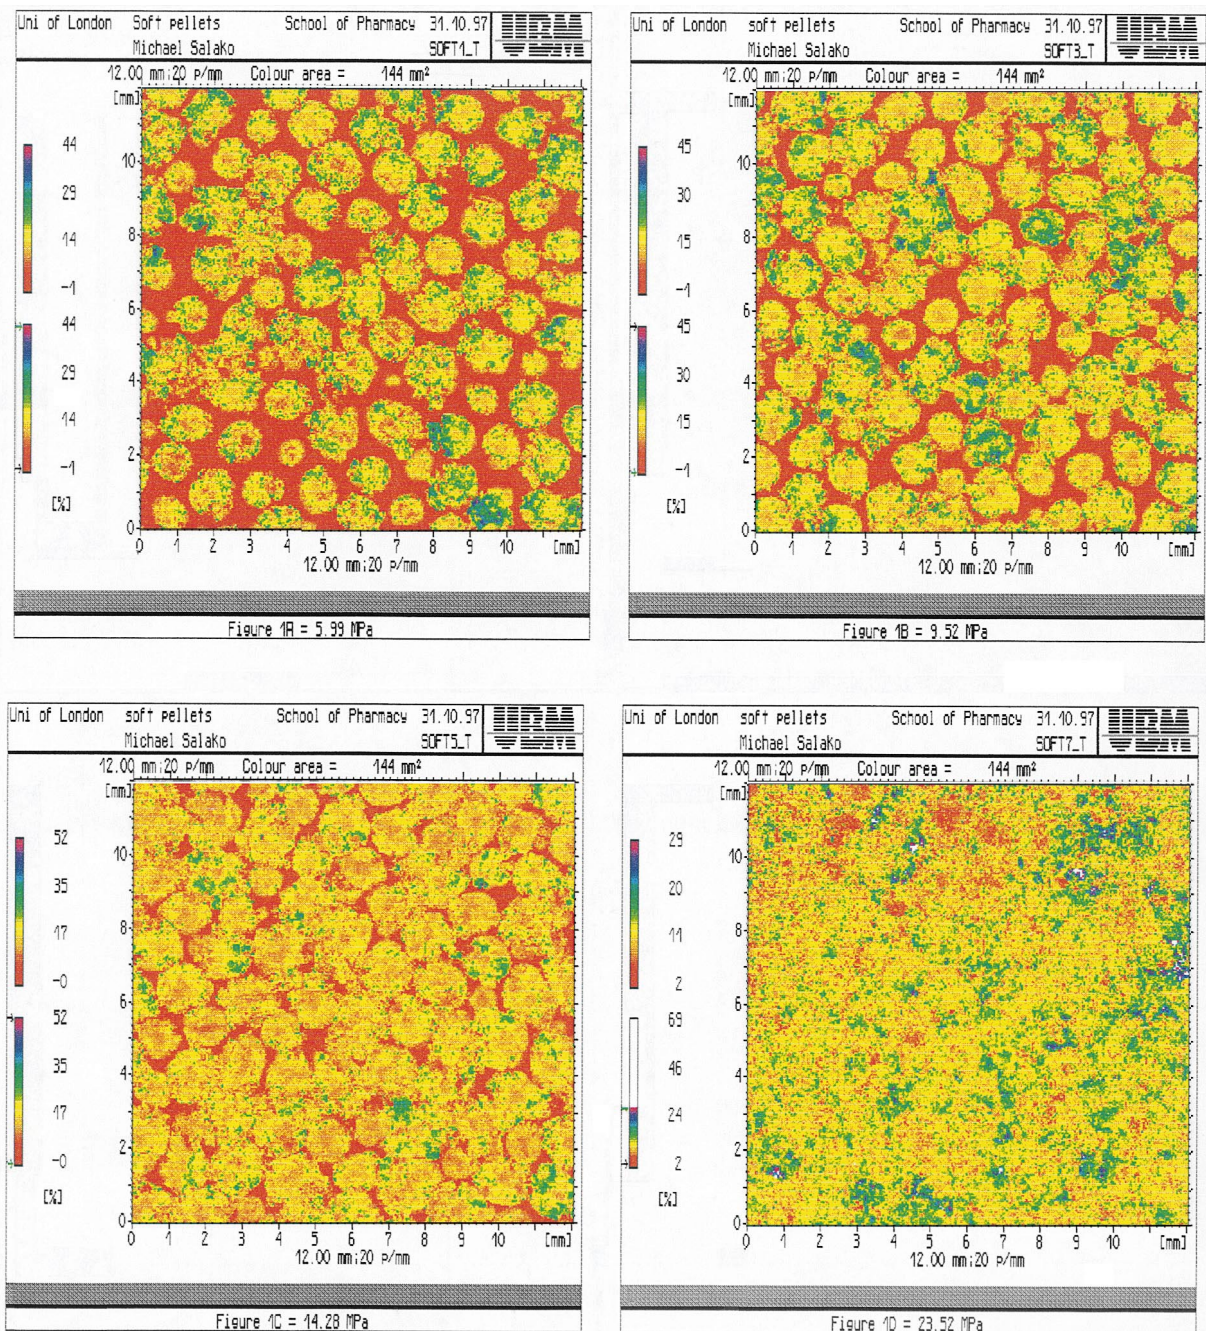 Uni of London Soft pellets School of Pharmacy 31.10.97
Michael Salako SOFT1_T
UBM
12.00 mm;20 p/mm Colour area = 144 mm²
[mm]
44
29
14
-1
44
29
14
-1
[%]
10
8
6
4
2
0
0 1 2 3 4 5 6 7 8 9 10 [mm]
12.00 mm;20 p/mm
Figure 1A = 5.99 MPa
Uni of London soft pellets School of Pharmacy 31.10.97
Michael Salako SOFT3_T
UBM
12.00 mm;20 p/mm Colour area = 144 mm²
[mm]
45
30
15
-1
45
30
15
-1
[%]
10
8
6
4
2
0
0 1 2 3 4 5 6 7 8 9 10 [mm]
12.00 mm;20 p/mm
Figure 1B = 9.52 MPa
Uni of London soft pellets School of Pharmacy 31.10.97
Michael Salako SOFT5_T
UBM
12.00 mm;20 p/mm Colour area = 144 mm²
[mm]
52
35
17
-0
52
35
17
-0
[%]
10
8
6
4
2
0
0 1 2 3 4 5 6 7 8 9 10 [mm]
12.00 mm;20 p/mm
Figure 1C = 14.28 MPa
Uni of London soft pellets School of Pharmacy 31.10.97
Michael Salako SOFT7_T
UBM
12.00 mm;20 p/mm Colour area = 144 mm²
[mm]
29
20
11
2
69
46
24
2
[%]
10
8
6
4
2
0
0 1 2 3 4 5 6 7 8 9 10 [mm]
12.00 mm;20 p/mm
Figure 1D = 23.52 MPa